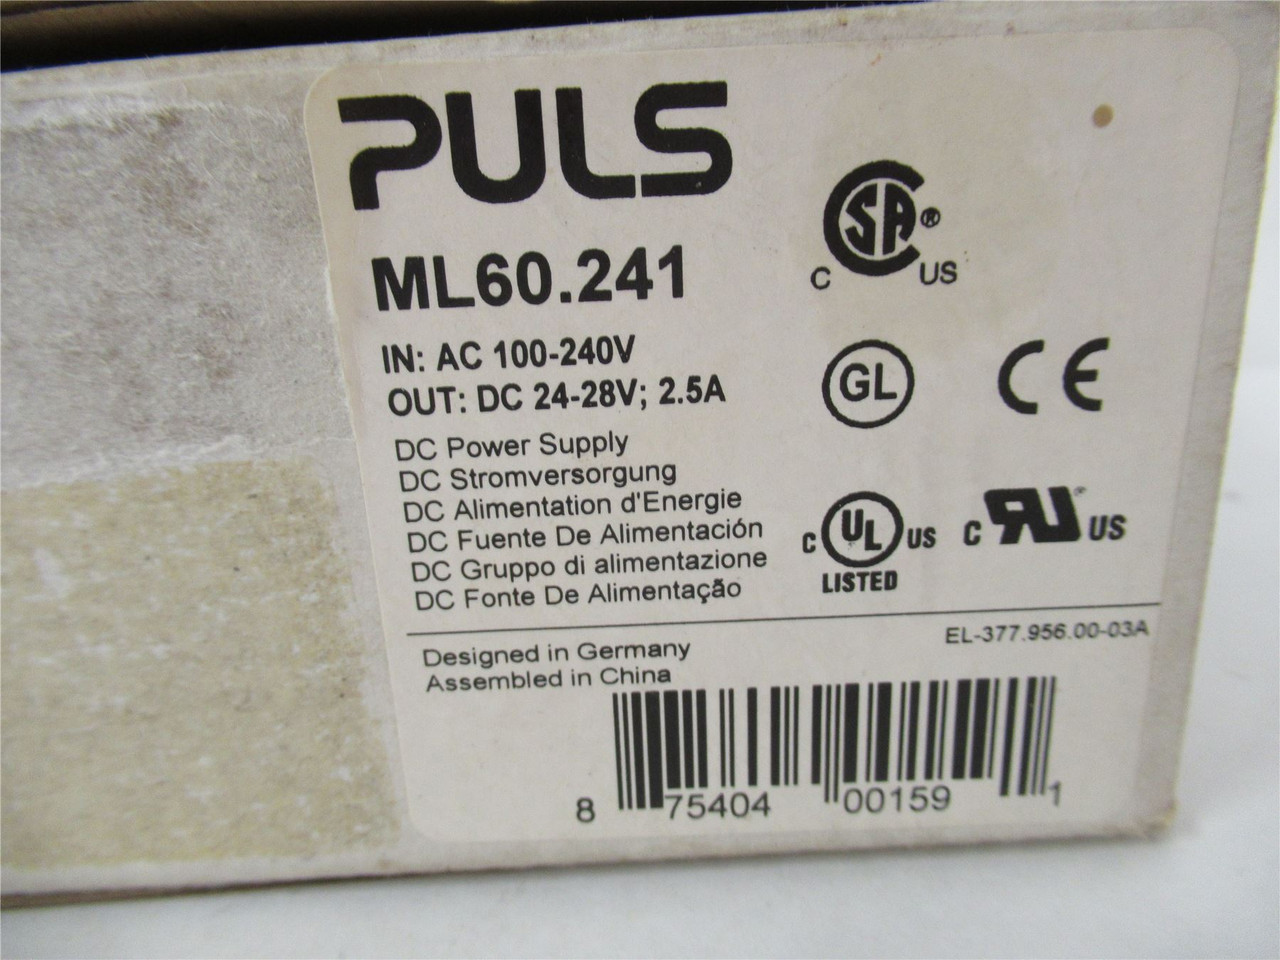 PULS
ML60.241
IN: AC 100-240V
OUT: DC 24-28V; 2.5A
DC Power Supply
DC Stromversorgung
DC Alimentation d'Energie
DC Fuente De Alimentación
DC Gruppo di alimentazione
DC Fonte De Alimentação
C SA ® US
GL CE
C UL US LISTED
C RU US
EL-377.956.00-03A
Designed in Germany
Assembled in China
8 75404 00159 1